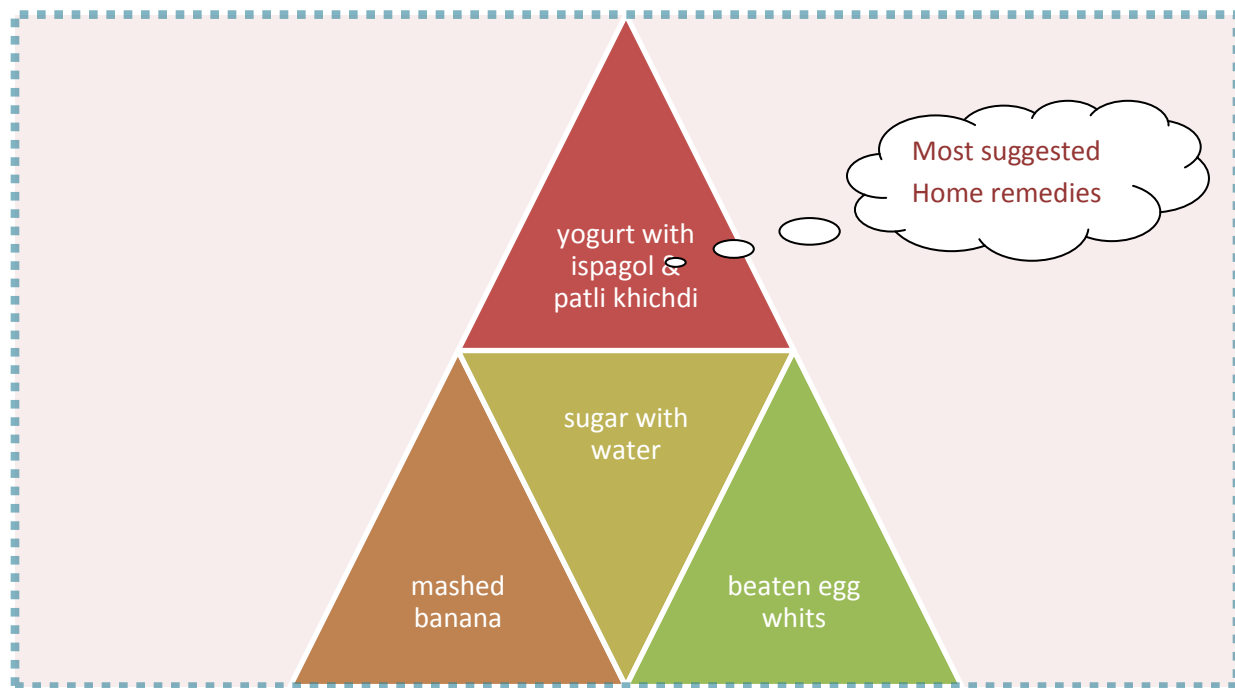 Most suggested
Home remedies
yogurt with
ispagol &
patli khichdi
sugar with
water
mashed
banana
beaten egg
whits